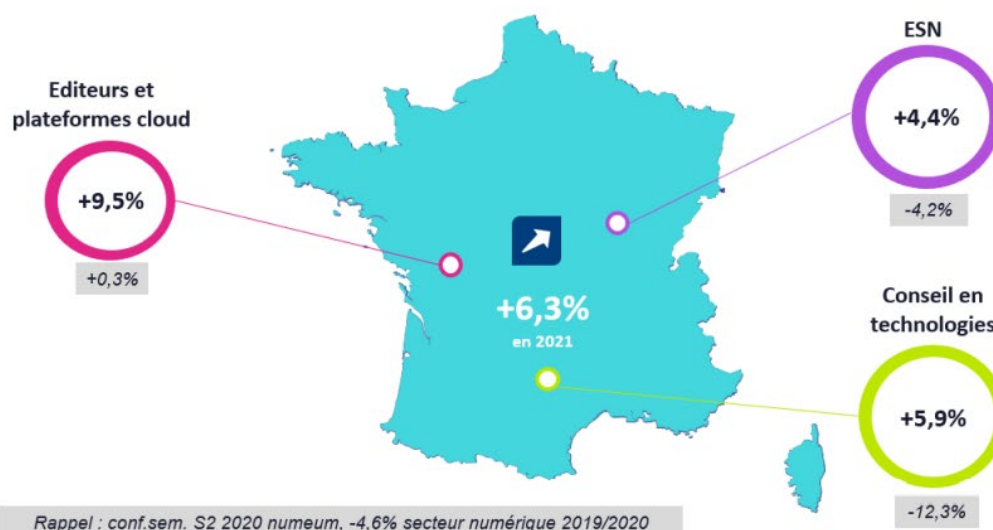 Editeurs et
plateformes cloud
+9,5%
+0,3%
ESN
+4,4%
-4,2%
+6,3%
en 2021
Conseil en
technologies
+5,9%
-12,3%
Rappel : conf.sem. S2 2020 numeum, -4,6% secteur numérique 2019/2020